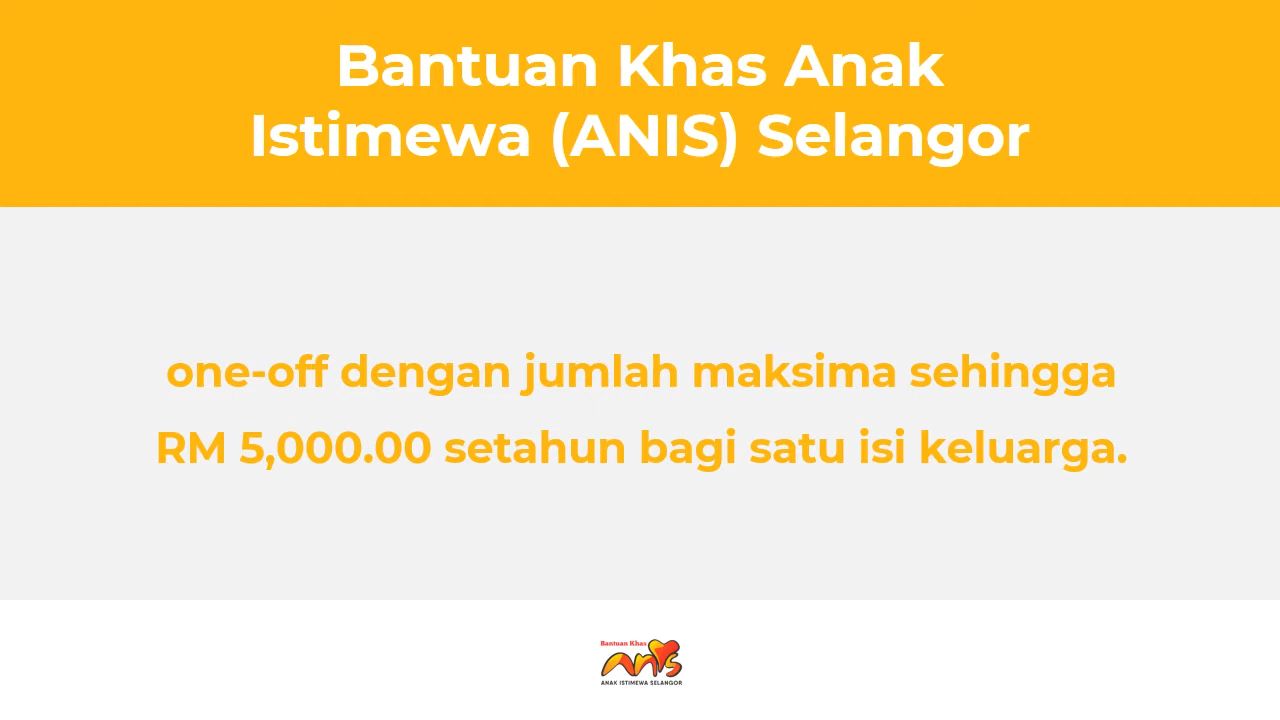 Bantuan Khas Anak
Istimewa (ANIS) Selangor
one-off dengan jumlah maksima sehingga
RM 5,000.00 setahun bagi satu isi keluarga.
Bantuan Khas
anis
ANAK ISTIMEWA SELANGOR